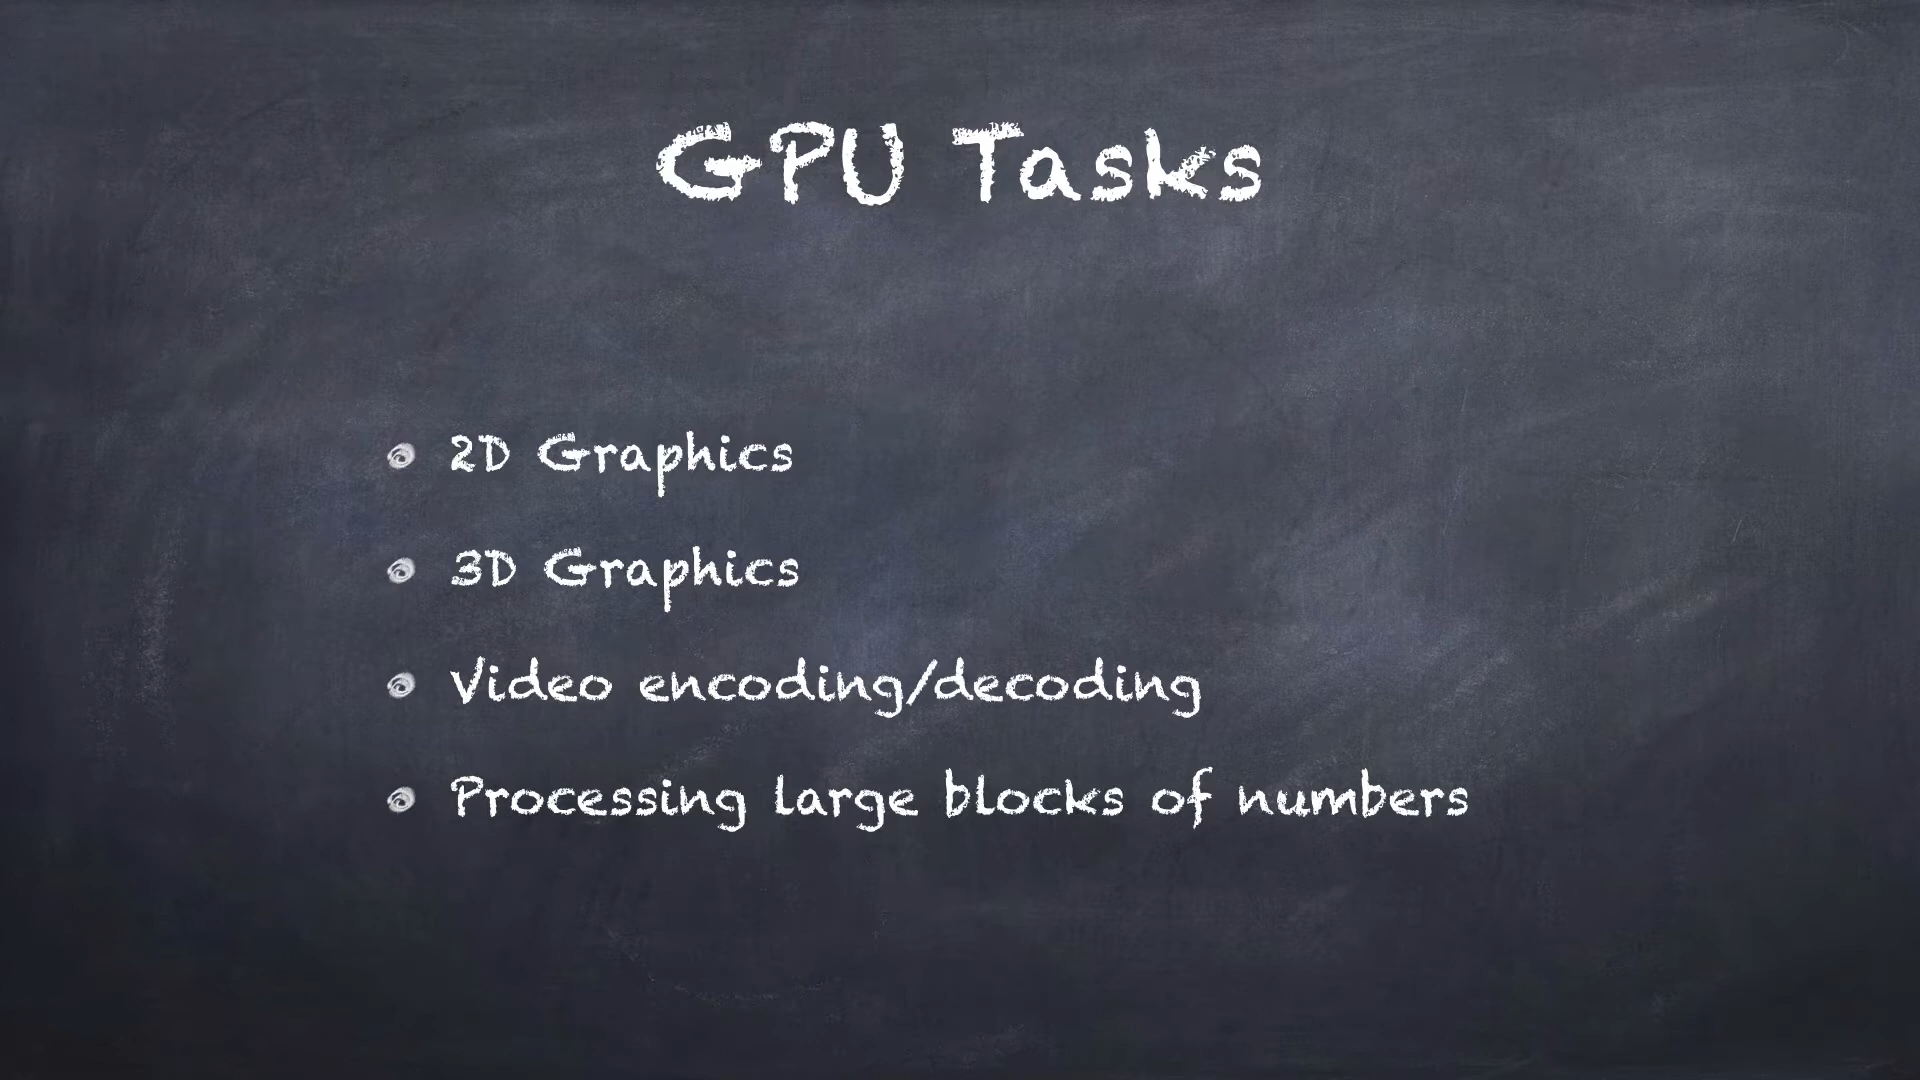 GPU Tasks
2D Graphics
3D Graphics
Video encoding/decoding
Processing large blocks of numbers